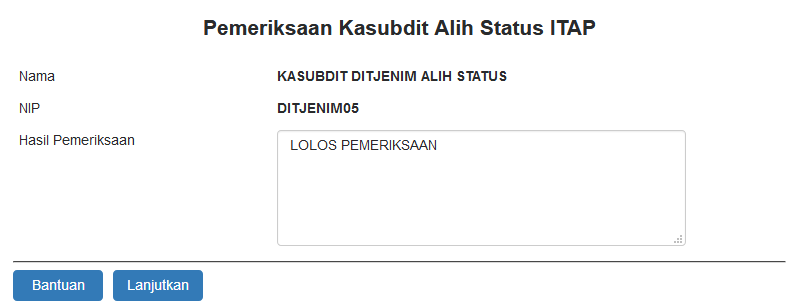 Pemeriksaan Kasubdit Alih Status ITAP
Nama KASUBDIT DITJENIM ALIH STATUS
NIP DITJENIM05
Hasil Pemeriksaan LOLOS PEMERIKSAAN
Bantuan Lanjutkan